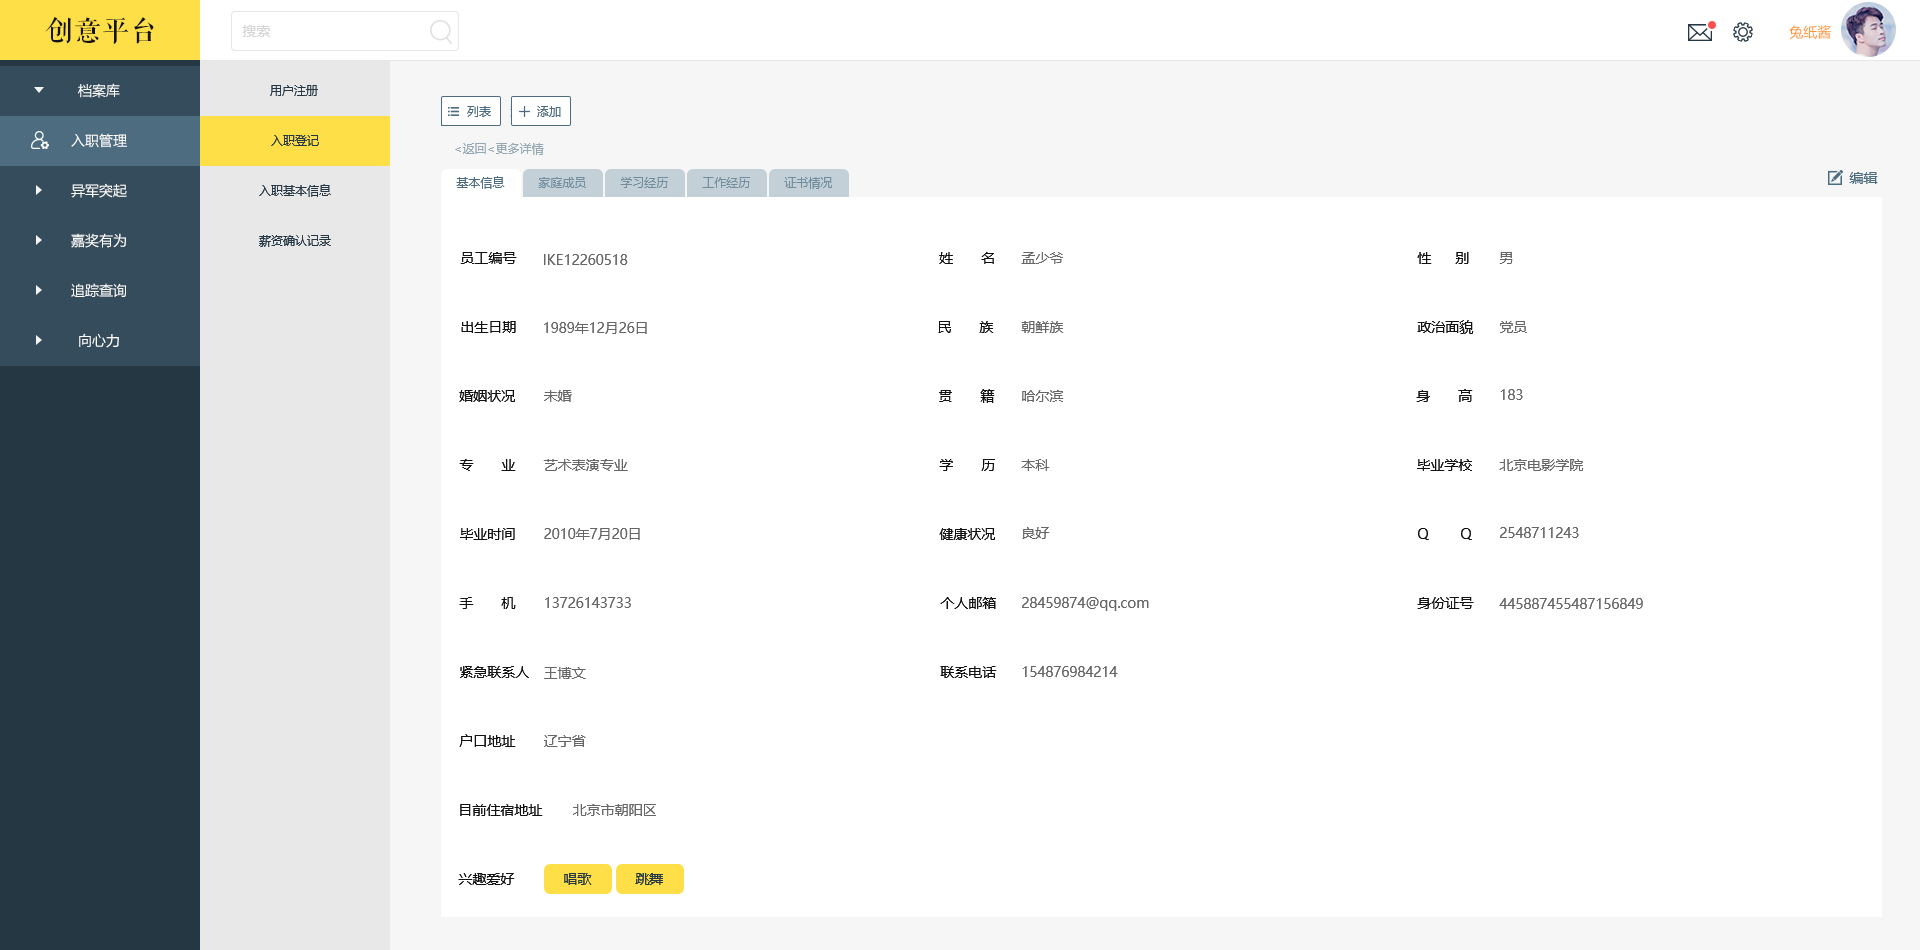 创意平台
搜索
兔纸酱
档案库
入职管理
异军突起
嘉奖有为
追踪查询
向心力
用户注册
入职登记
入职基本信息
薪资确认记录
列表 添加
<返回<更多详情
基本信息 家庭成员 学习经历 工作经历 证书情况
编辑
员工编号 IKE12260518 姓 名 孟少爷 性 别 男
出生日期 1989年12月26日 民 族 朝鲜族 政治面貌 党员
婚姻状况 未婚 贯 籍 哈尔滨 身 高 183
专 业 艺术表演专业 学 历 本科 毕业学校 北京电影学院
毕业时间 2010年7月20日 健康状况 良好 Q Q 2548711243
手 机 13726143733 个人邮箱 28459874@qq.com 身份证号 445887455487156849
紧急联系人 王博文 联系电话 154876984214
户口地址 辽宁省
目前住宿地址 北京市朝阳区
兴趣爱好 唱歌 跳舞